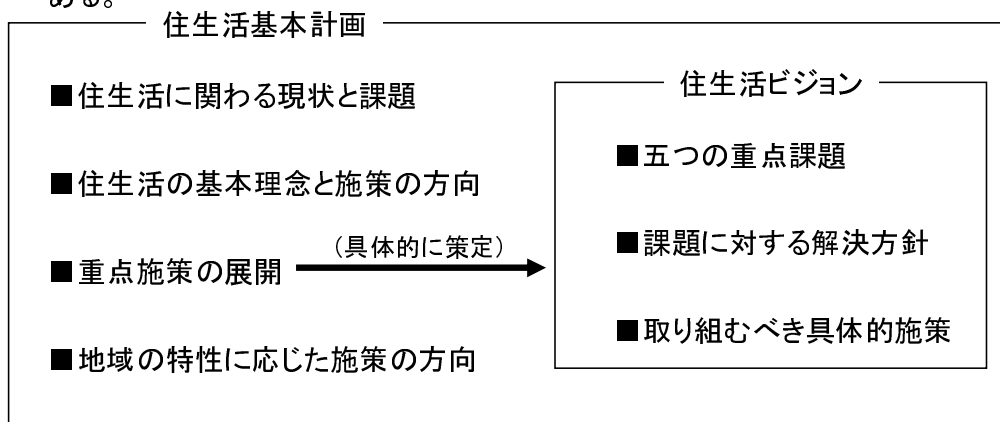 ある。
住生活基本計画
■住生活に関わる現状と課題
■住生活の基本理念と施策の方向
■重点施策の展開
■地域の特性に応じた施策の方向
（具体的に策定）
住生活ビジョン
■五つの重点課題
■課題に対する解決方針
■取り組むべき具体的施策